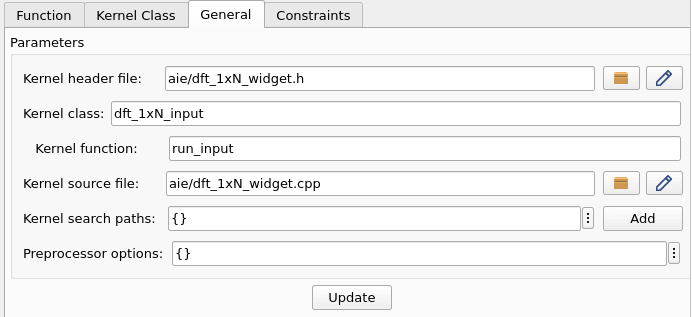 Function Kernel Class General Constraints
Parameters
Kernel header file: aie/dft_1xN_widget.h
Kernel class: dft_1xN_input
Kernel function: run_input
Kernel source file: aie/dft_1xN_widget.cpp
Kernel search paths: {} Add
Preprocessor options: {}
Update